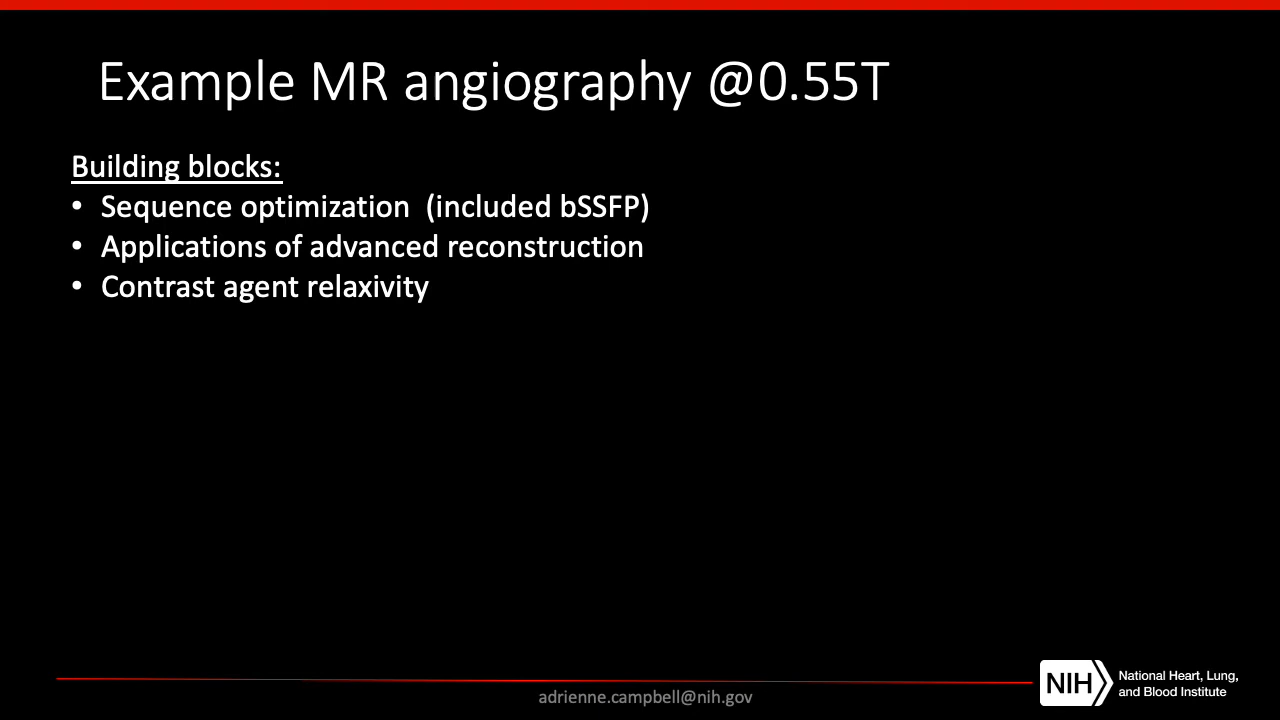 Example MR angiography @0.55T
Building blocks:
• Sequence optimization  (included bSSFP)
• Applications of advanced reconstruction
• Contrast agent relaxivity
adrienne.campbell@nih.gov
NIH
National Heart, Lung,
and Blood Institute